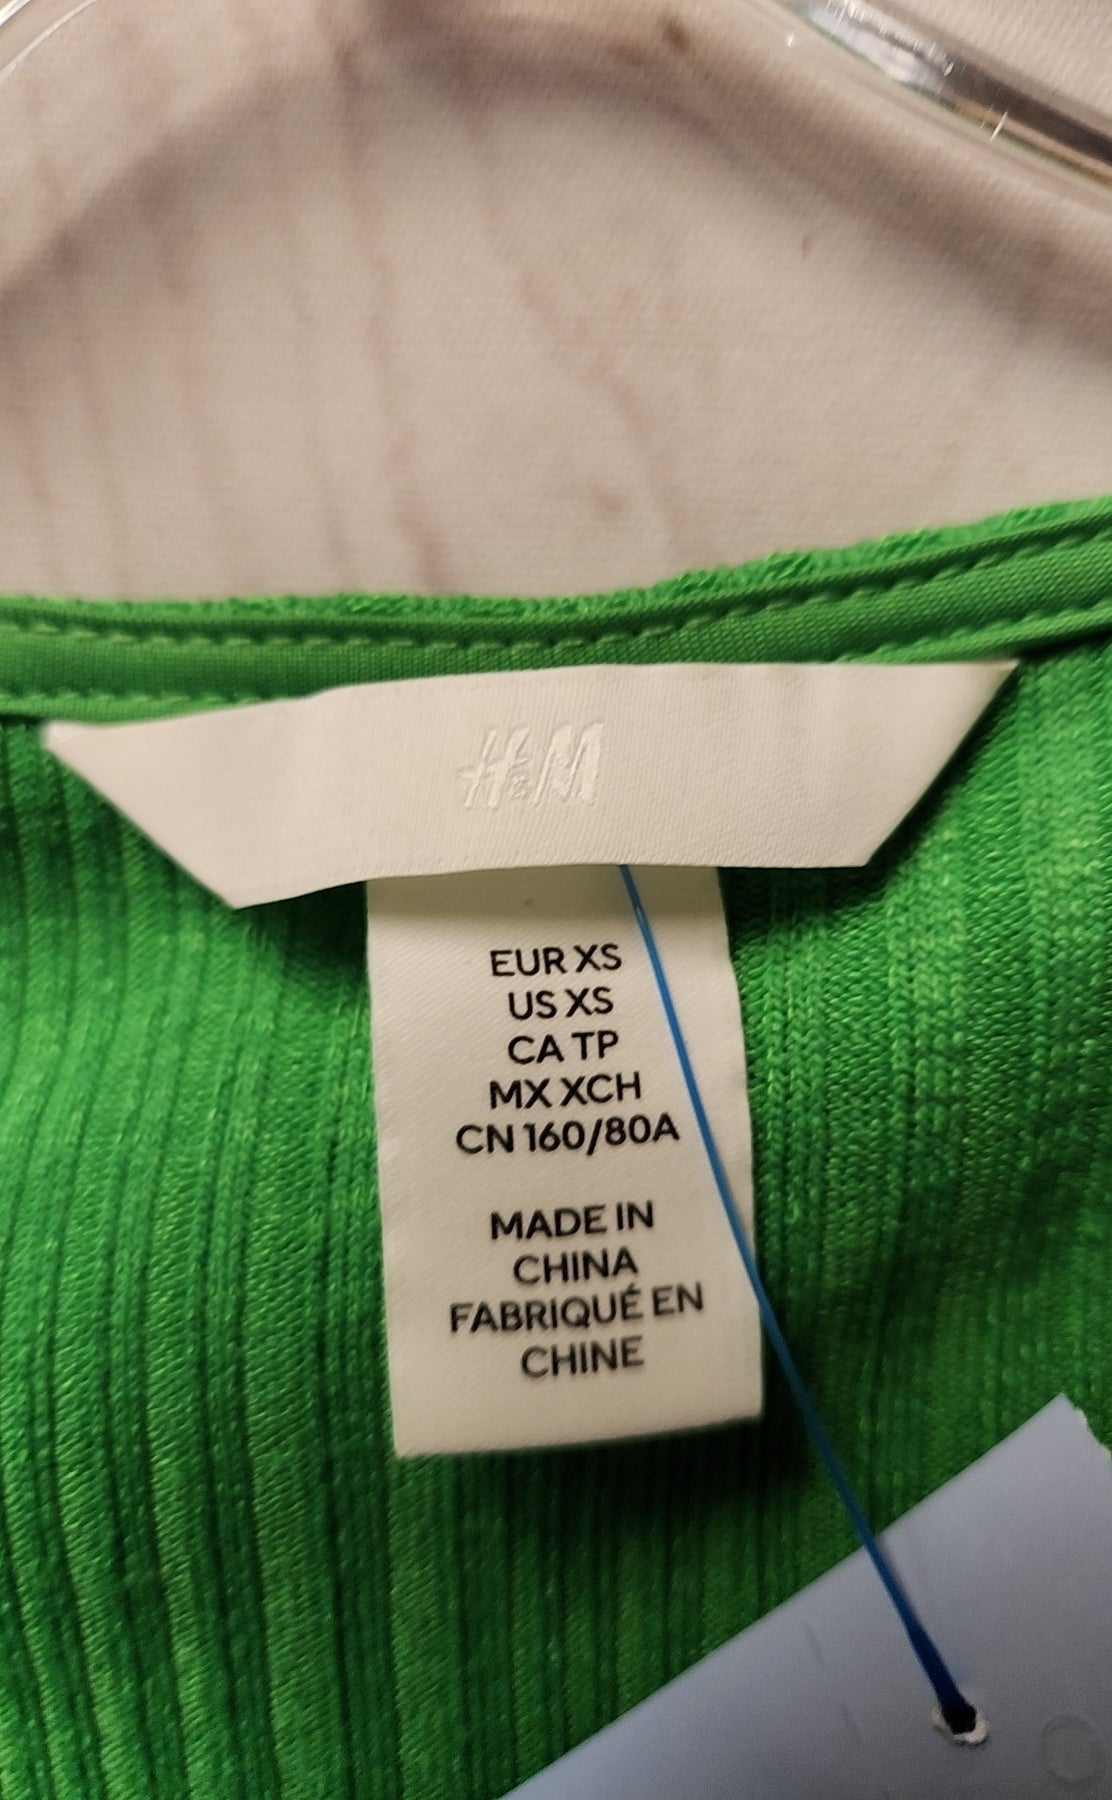 H&M
EUR XS
US XS
CA TP
MX XCH
CN 160/80A
MADE IN
CHINA
FABRIQUÉ EN
CHINE